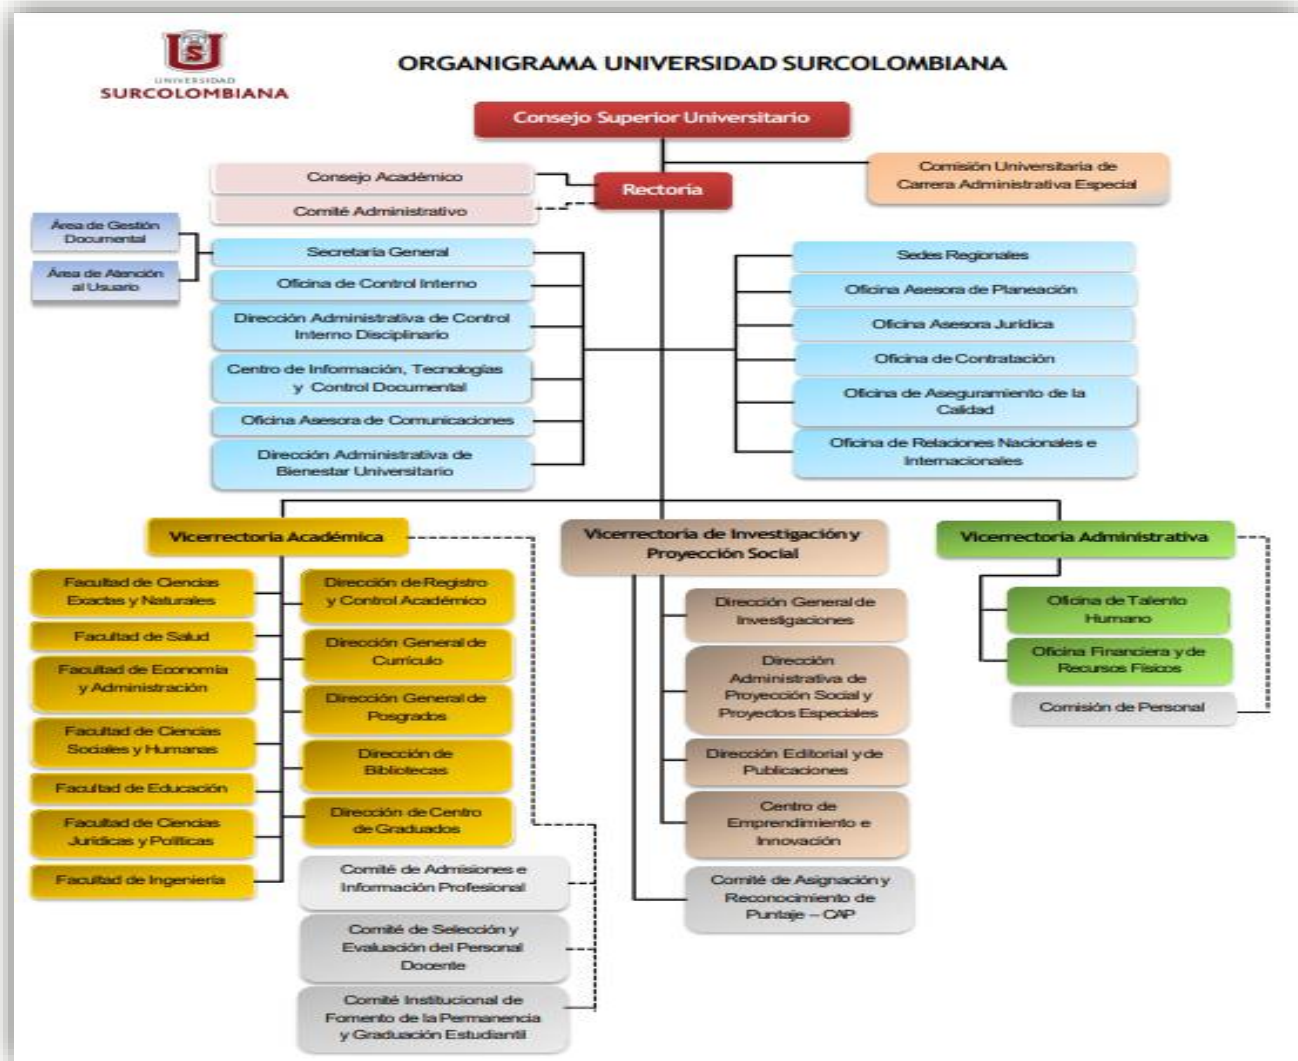 UNIVERSIDAD
SURCOLOMBIANA
ORGANIGRAMA UNIVERSIDAD SURCOLOMBIANA
Consejo Superior Universitario
Comisión Universitaria de
Carrera Administrativa Especial
Consejo Académico
Rectoría
Comité Administrativo
Área de Gestión
Documental
Área de Atención
al Usuario
Secretaría General
Oficina de Control Interno
Dirección Administrativa de Control
Interno Disciplinario
Centro de Información, Tecnologías
y Control Documental
Oficina Asesora de Comunicaciones
Dirección Administrativa de
Bienestar Universitario
Sedes Regionales
Oficina Asesora de Planeación
Oficina Asesora Jurídica
Oficina de Contratación
Oficina de Aseguramiento de la
Calidad
Oficina de Relaciones Nacionales e
Internacionales
Vicerrectoría Académica
Facultad de Ciencias
Exactas y Naturales
Facultad de Salud
Facultad de Economía
y Administración
Facultad de Ciencias
Sociales y Humanas
Facultad de Educación
Facultad de Ciencias
Jurídicas y Políticas
Facultad de Ingeniería
Dirección de Registro
y Control Académico
Dirección General de
Currículo
Dirección General de
Posgrados
Dirección de
Bibliotecas
Dirección de Centro
de Graduados
Comité de Admisiones e
Información Profesional
Comité de Selección y
Evaluación del Personal
Docente
Comité Institucional de
Fomento de la Permanencia
y Graduación Estudiantil
Vicerrectoría de Investigación y
Proyección Social
Dirección General de
Investigaciones
Dirección
Administrativa de
Proyección Social y
Proyectos Especiales
Dirección Editorial y de
Publicaciones
Centro de
Emprendimiento e
Innovación
Comité de Asignación y
Reconocimiento de
Puntaje – CAP
Vicerrectoría Administrativa
Oficina de Talento
Humano
Oficina Financiera y de
Recursos Físicos
Comisión de Personal